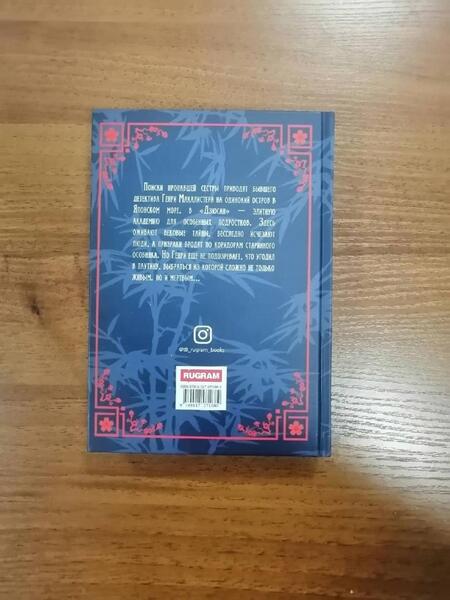 Поиски пропавшей сестры приводят бывшего
детектива Генри Макалистера на одинокий остров в
Японском море, в «Дзюсан» — элитную
академию для особенных подростков. Здесь
оживают вековые тайны, бесследно исчезают
люди, а призраки бродят по коридорам старинного
особняка. Но Генри еще не подозревает, что угодил
в паутину, выбраться из которой сложно не только
живым, но и мертвым...
@tb_rugram_books
RUGRAM